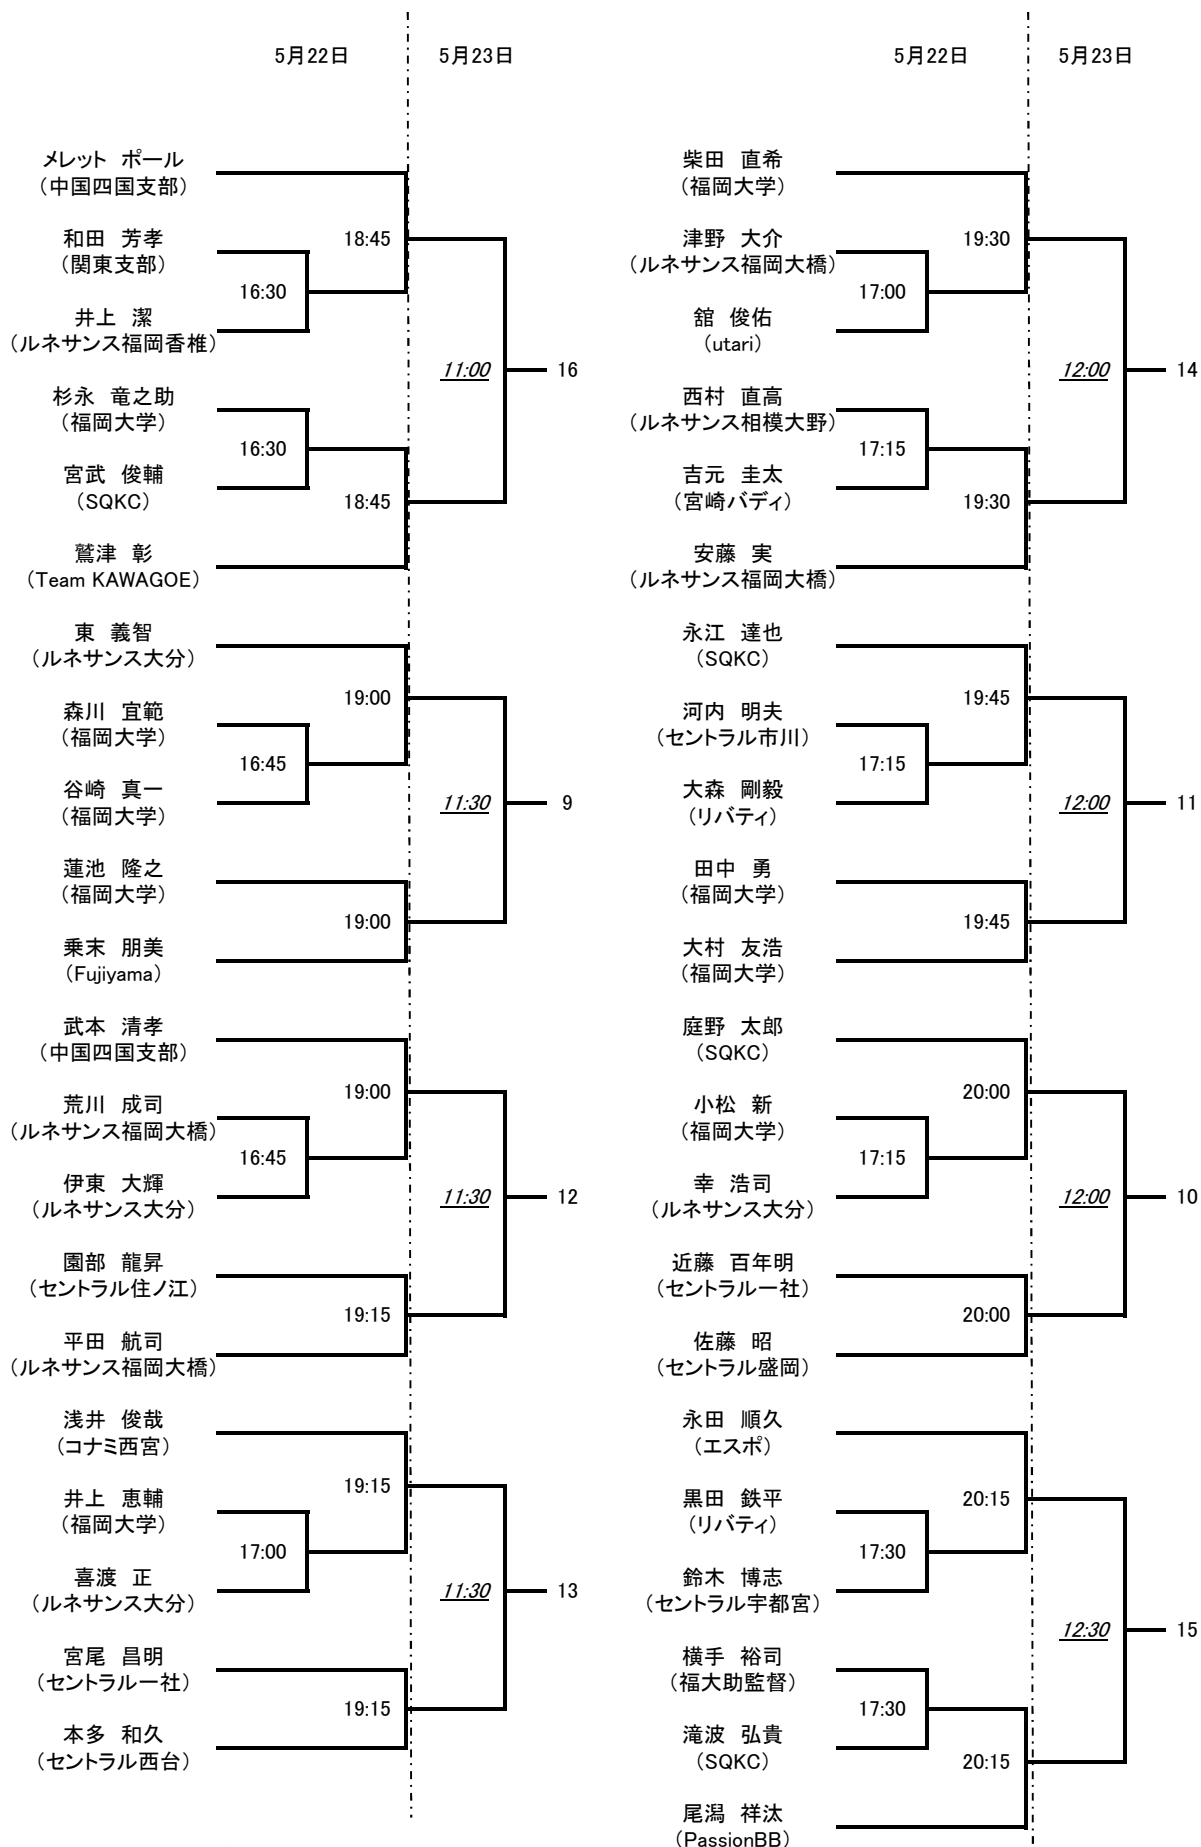 5月22日
5月23日
メレット ポール
（中国四国支部）
18:45
和田 芳孝
（関東支部）
16:30
井上 潔
（ルネサンス福岡香椎）
11:00
16
杉永 竜之助
（福岡大学）
16:30
宮武 俊輔
（SQKC）
18:45
鷲津 彰
（Team KAWAGOE）
東 義智
（ルネサンス大分）
19:00
森川 宜範
（福岡大学）
16:45
谷崎 真一
（福岡大学）
11:30
9
蓮池 隆之
（福岡大学）
19:00
乗末 朋美
（Fujiyama）
武本 清孝
（中国四国支部）
19:00
荒川 成司
（ルネサンス福岡大橋）
16:45
伊東 大輝
（ルネサンス大分）
11:30
12
園部 龍昇
（セントラル住ノ江）
19:15
平田 航司
（ルネサンス福岡大橋）
浅井 俊哉
（コナミ西宮）
19:15
井上 恵輔
（福岡大学）
17:00
喜渡 正
（ルネサンス大分）
11:30
13
宮尾 昌明
（セントラル一社）
19:15
本多 和久
（セントラル西台）
5月22日
5月23日
柴田 直希
（福岡大学）
19:30
津野 大介
（ルネサンス福岡大橋）
17:00
舘 俊佑
（utari）
12:00
14
西村 直高
（ルネサンス相模大野）
17:15
吉元 圭太
（宮崎バディ）
19:30
安藤 実
（ルネサンス福岡大橋）
永江 達也
（SQKC）
19:45
河内 明夫
（セントラル市川）
17:15
大森 剛毅
（リバティ）
12:00
11
田中 勇
（福岡大学）
19:45
大村 友浩
（福岡大学）
庭野 太郎
（SQKC）
20:00
小松 新
（福岡大学）
17:15
幸 浩司
（ルネサンス大分）
12:00
10
近藤 百年明
（セントラル一社）
20:00
佐藤 昭
（セントラル盛岡）
永田 順久
（エスポ）
20:15
黒田 鉄平
（リバティ）
17:30
鈴木 博志
（セントラル宇都宮）
12:30
15
横手 裕司
（福大助監督）
17:30
滝波 弘貴
（SQKC）
20:15
尾潟 祥汰
（PassionBB）